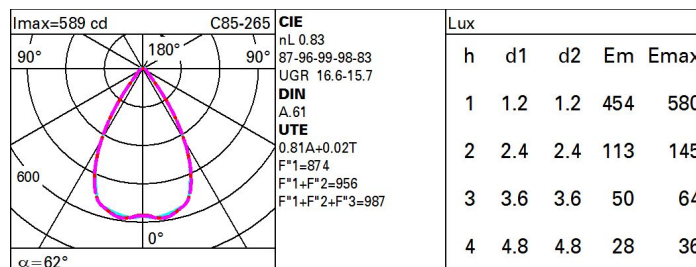 Imax=589 cd C85-265
90° 180° 90°
600
0°
α=62°
CIE
nL 0.83
87-96-99-98-83
UGR 16.6-15.7
DIN
A.61
UTE
0.81A+0.02T
F"1=874
F"1+F"2=956
F"1+F"2+F"3=987
Lux
h d1 d2 Em Emax
1 1.2 1.2 454 580
2 2.4 2.4 113 145
3 3.6 3.6 50 64
4 4.8 4.8 28 36